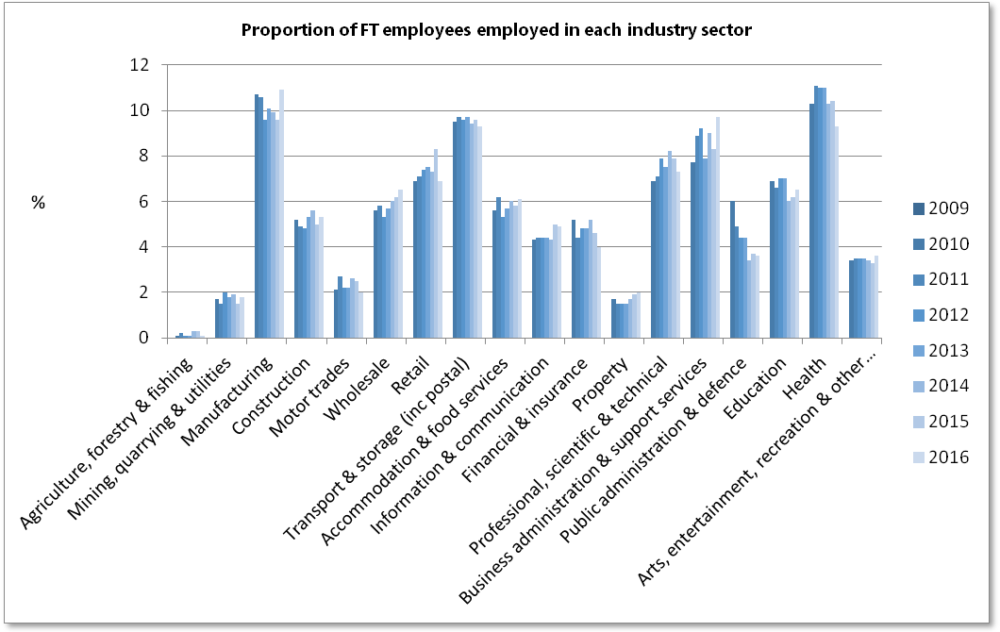 Proportion of FT employees employed in each industry sector
12
10
8
6
4
2
0
%
Agriculture, forestry & fishing
Mining, quarrying & utilities
Manufacturing
Construction
Motor trades
Wholesale
Retail
Transport & storage (inc postal)
Accommodation & food services
Information & communication
Financial & insurance
Property
Professional, scientific & technical
Business administration & support services
Public administration & defence
Education
Health
Arts, entertainment, recreation & other...
2009
2010
2011
2012
2013
2014
2015
2016